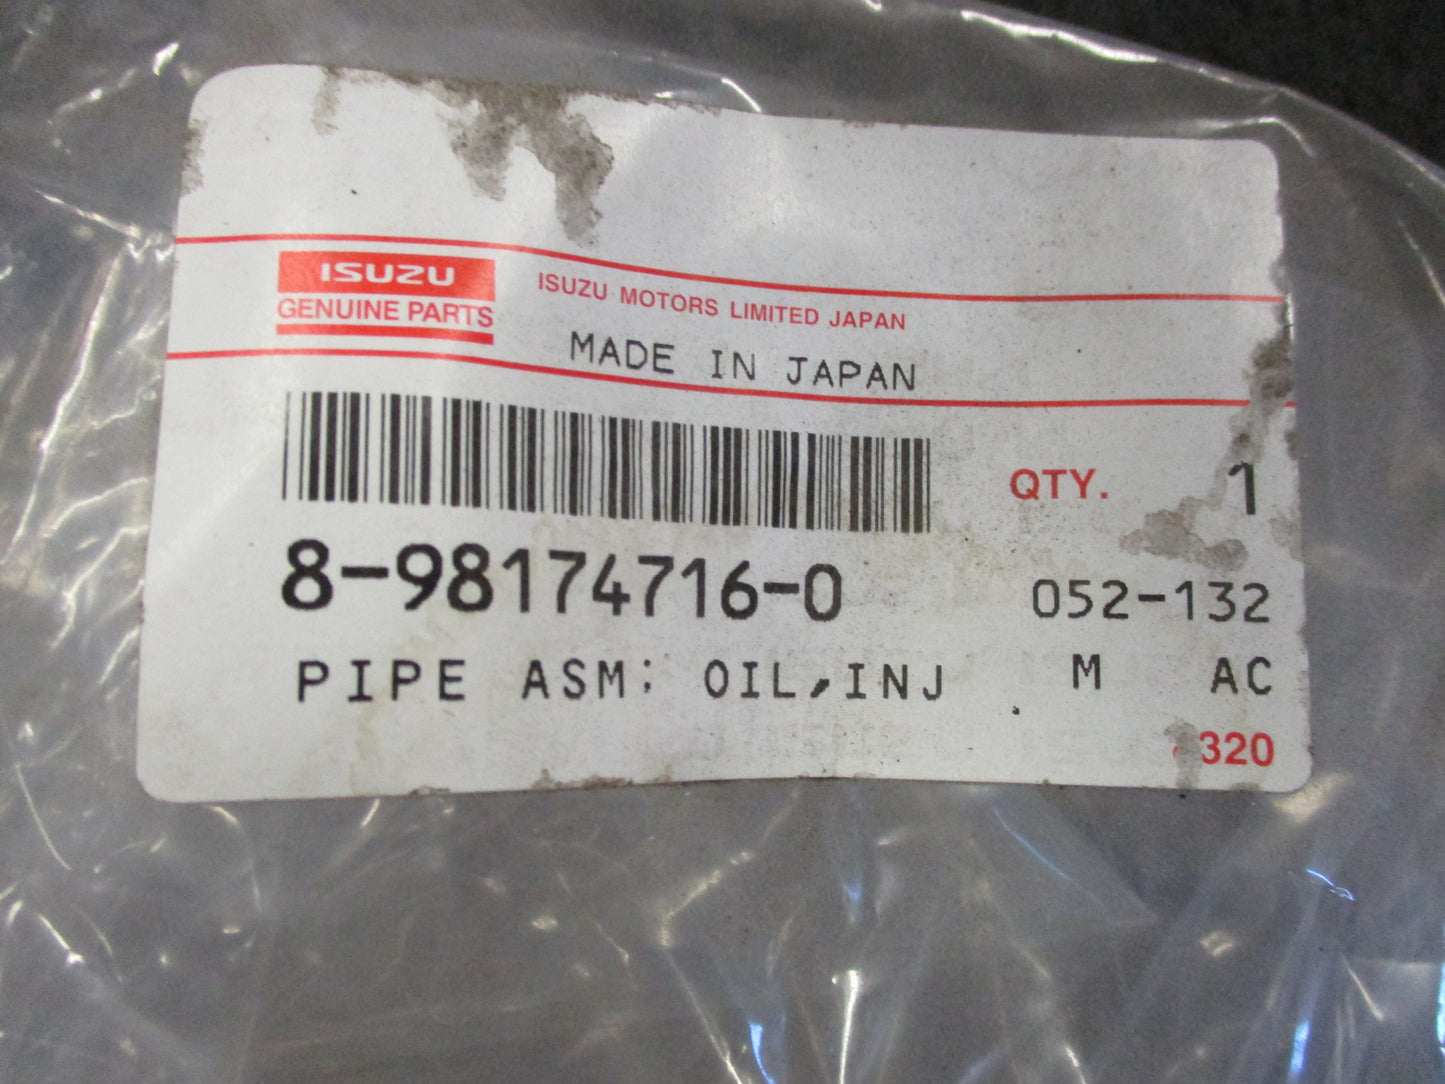 ISUZU
GENUINE PARTS
ISUZU MOTORS LIMITED JAPAN
MADE IN JAPAN
QTY. 1
8-98174716-0
052-132
PIPE ASM; OIL,INJ
M AC
320